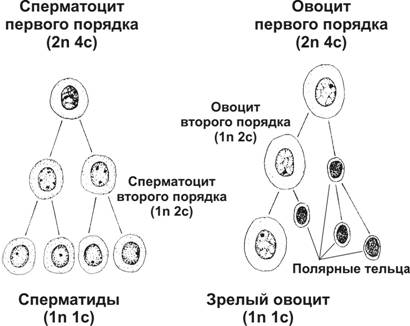 Сперматоцит
первого порядка
(2n 4c)
Овоцит
первого порядка
(2n 4c)
Овоцит
второго порядка
(1n 2c)
Сперматоцит
второго порядка
(1n 2c)
Полярные тельца
Сперматиды
(1n 1c)
Зрелый овоцит
(1n 1c)